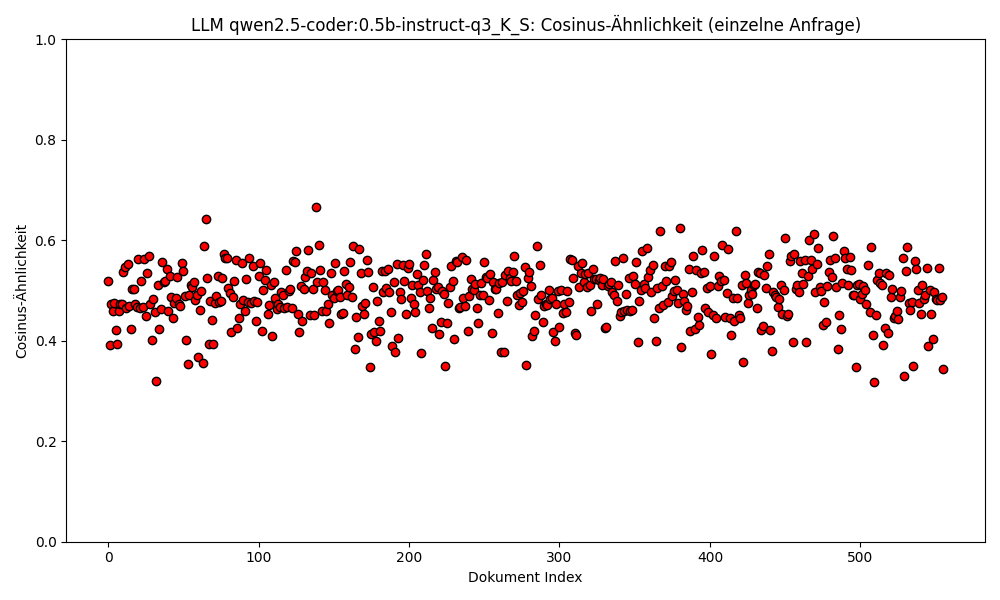 LLM qwen2.5-coder:0.5b-instruct-q3_K_S: Cosinus-Ähnlichkeit (einzelne Anfrage)
1.0
0.8
0.6
0.4
0.2
0.0
Cosinus-Ähnlichkeit
0 100 200 300 400 500
Dokument Index